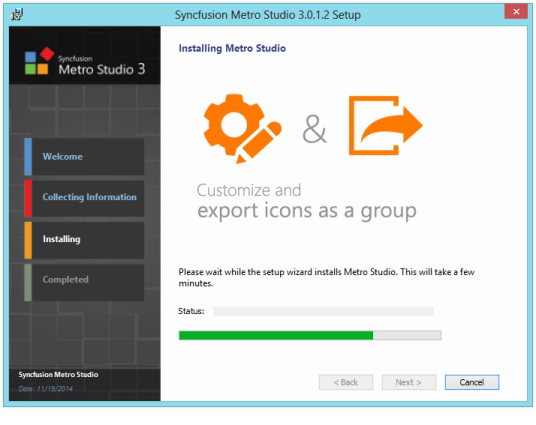 Syncfusion Metro Studio 3.0.1.2 Setup
Syncfusion
Metro Studio 3
Welcome
Collecting Information
Installing
Completed
Syncfusion Metro Studio
Date : 11/19/2014
Installing Metro Studio
&
Customize and
export icons as a group
Please wait while the setup wizard installs Metro Studio. This will take a few
minutes.
Status:
< Back
Next >
Cancel